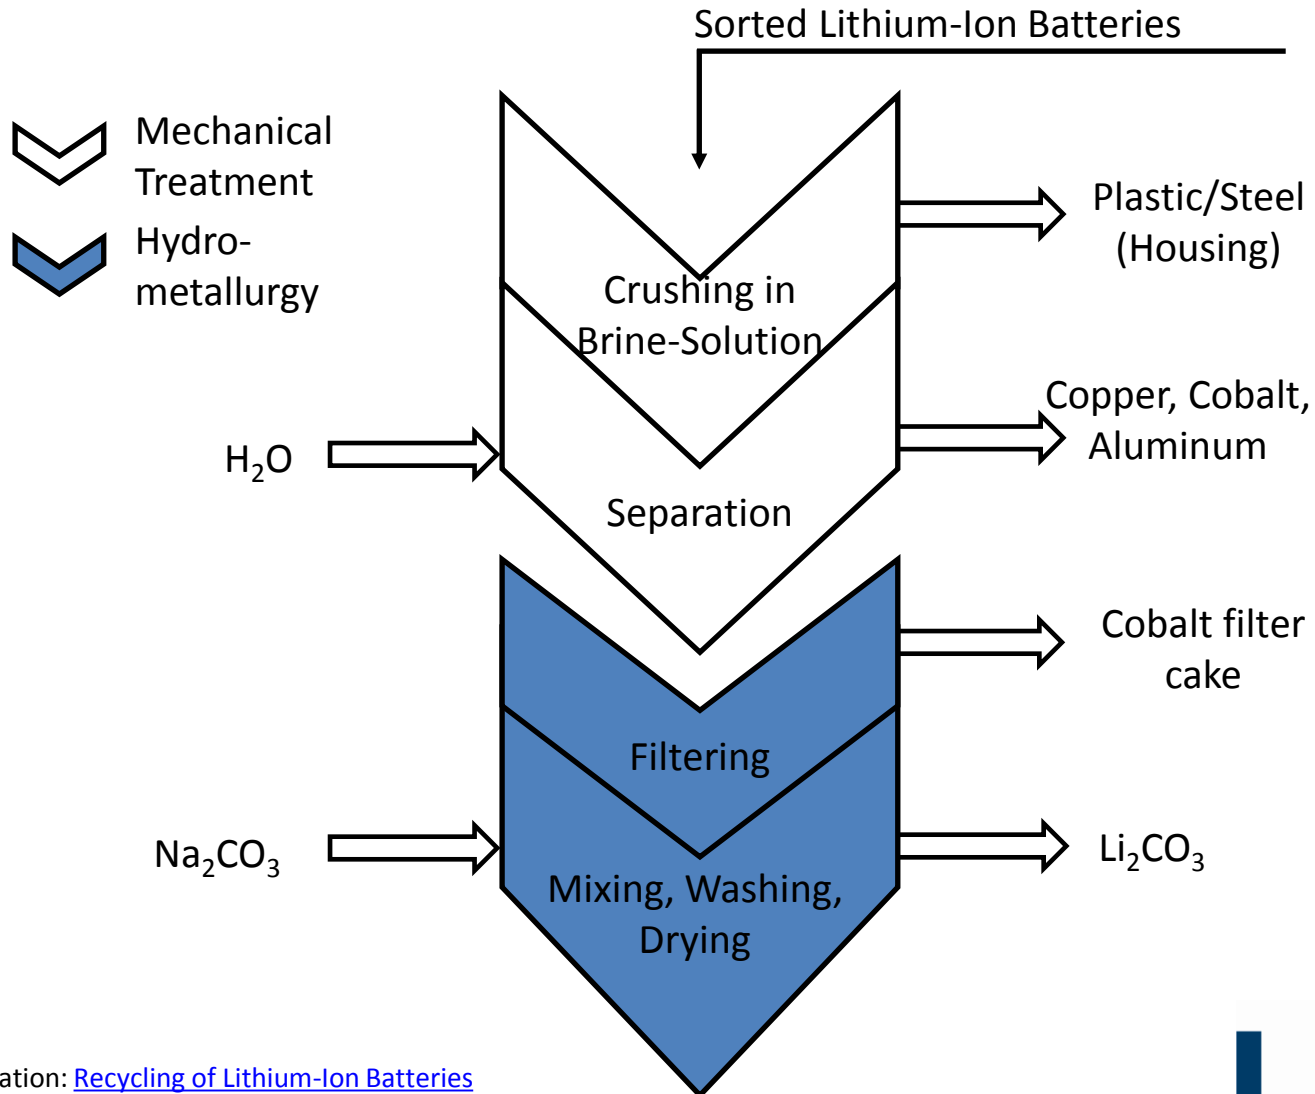 Sorted Lithium-Ion Batteries
Mechanical
Treatment
Hydro-
metallurgy
Plastic/Steel
(Housing)
Crushing in
Brine-Solution
Copper, Cobalt,
Aluminum
H₂O
Separation
Cobalt filter
cake
Filtering
Na₂CO₃
Li₂CO₃
Mixing, Washing,
Drying
ation: Recycling of Lithium-Ion Batteries